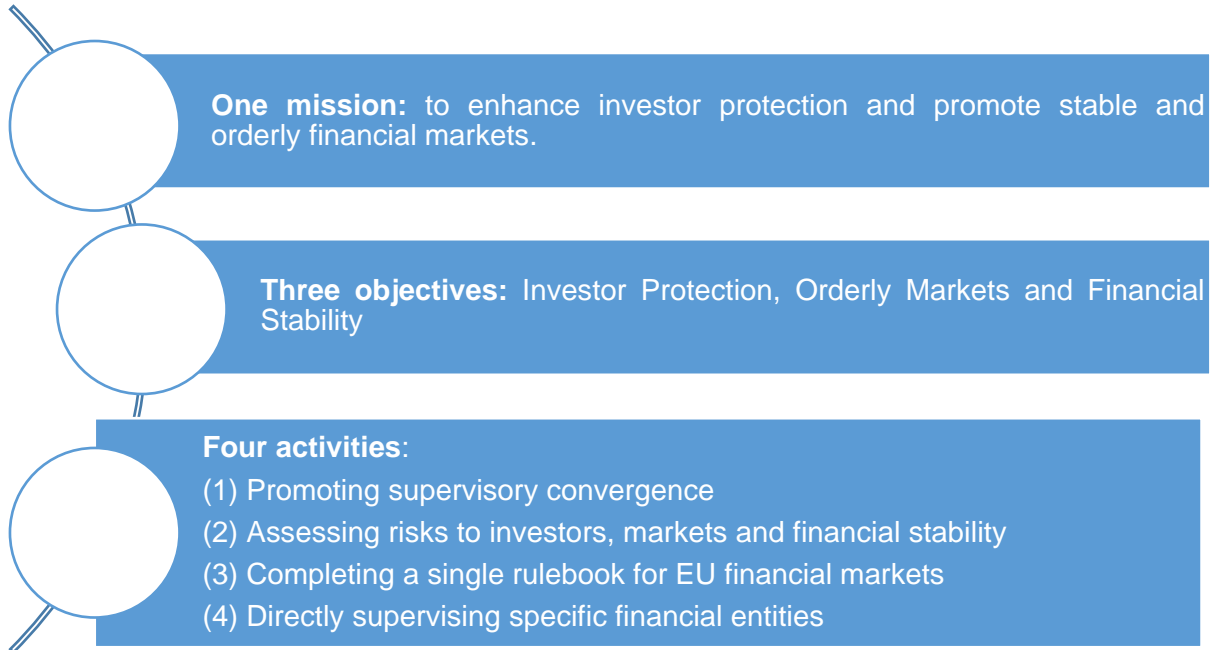 One mission: to enhance investor protection and promote stable and
orderly financial markets.
Three objectives: Investor Protection, Orderly Markets and Financial
Stability
Four activities:
(1) Promoting supervisory convergence
(2) Assessing risks to investors, markets and financial stability
(3) Completing a single rulebook for EU financial markets
(4) Directly supervising specific financial entities